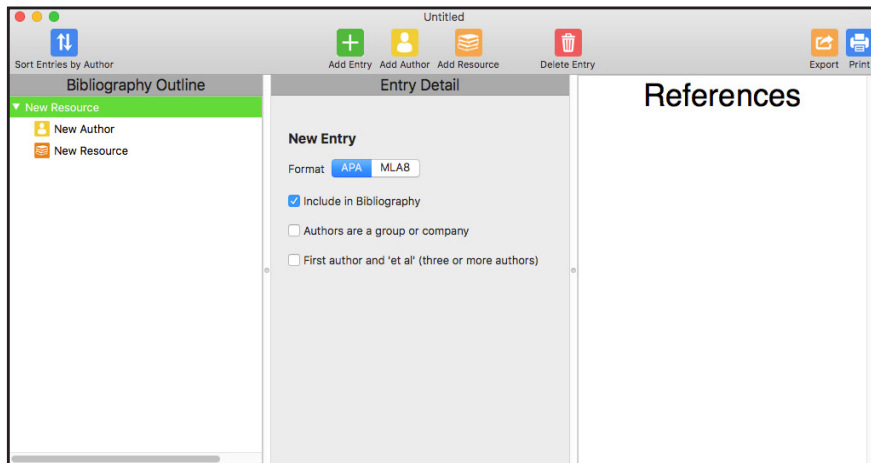 Untitled
Sort Entries by Author
Add Entry Add Author Add Resource
Delete Entry
Export Print
Bibliography Outline
New Resource
New Author
New Resource
Entry Detail
New Entry
Format APA MLA8
Include in Bibliography
Authors are a group or company
First author and 'et al' (three or more authors)
References